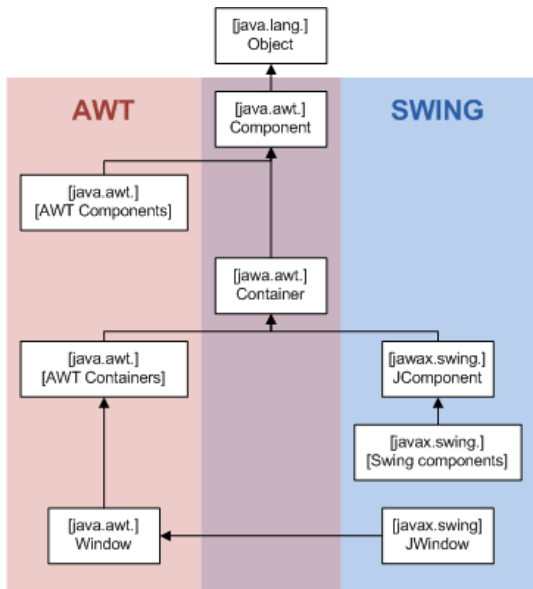 [java.lang.]
Object
AWT
[java.awt.]
Component
SWING
[java.awt.]
[AWT Components]
[jawa.awt.]
Container
[java.awt.]
[AWT Containers]
[jawax.swing.]
JComponent
[javax.swing.]
[Swing components]
[java.awt.]
Window
[javax.swing]
JWindow